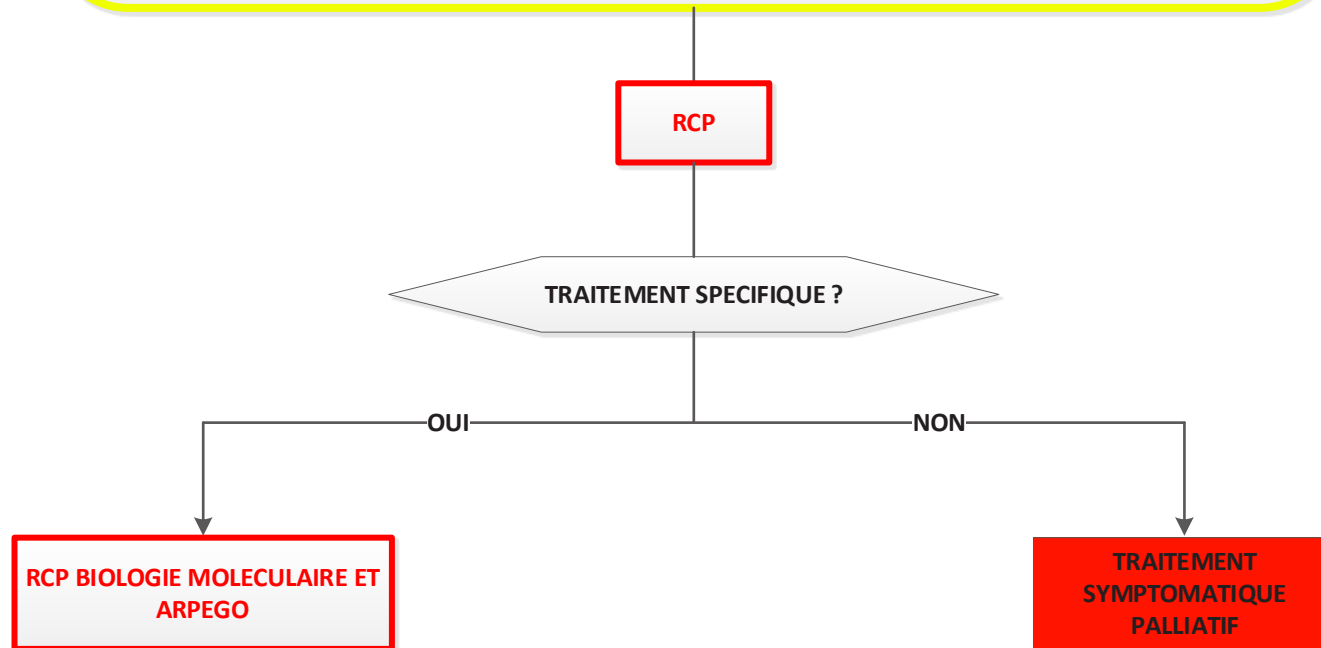 RCP
TRAITEMENT SPECIFIQUE ?
OUI
NON
RCP BIOLOGIE MOLECULAIRE ET
ARPEGO
TRAITEMENT
SYMPTOMATIQUE
PALLIATIF